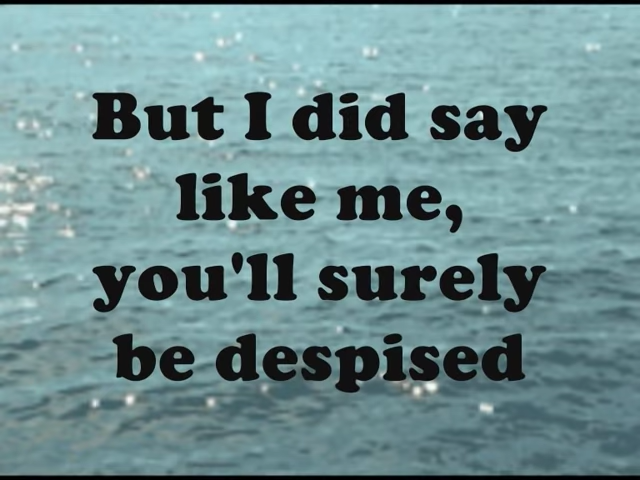 But I did say
like me,
you'll surely
be despised